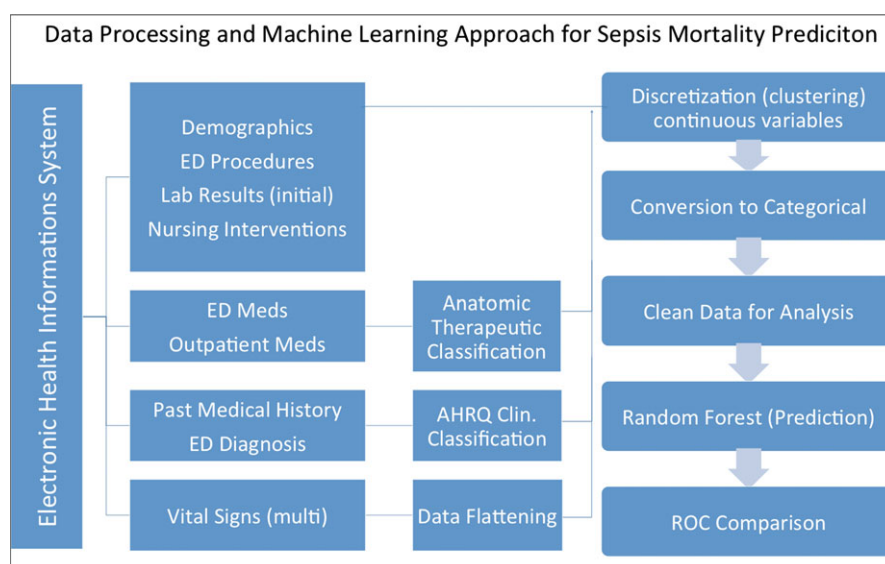 Data Processing and Machine Learning Approach for Sepsis Mortality Prediciton
Electronic Health Informations System
Demographics
ED Procedures
Lab Results (initial)
Nursing Interventions
ED Meds
Outpatient Meds
Anatomic
Therapeutic
Classification
Past Medical History
ED Diagnosis
AHRQ Clin.
Classification
Vital Signs (multi)
Data Flattening
Discretization (clustering)
continuous variables
Conversion to Categorical
Clean Data for Analysis
Random Forest (Prediction)
ROC Comparison